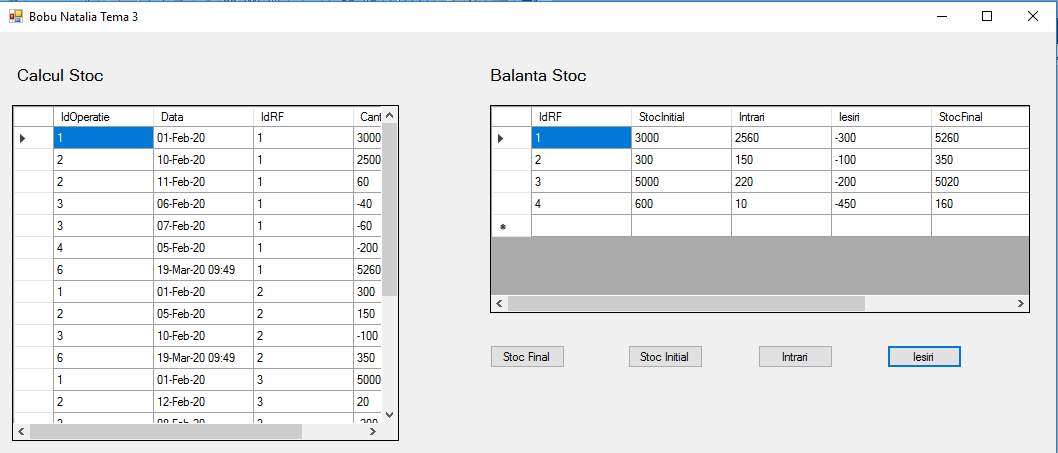 Bobu Natalia Tema 3
Calcul Stoc
IdOperatie Data IdRF Cant
1 01-Feb-20 1 3000
2 10-Feb-20 1 2500
2 11-Feb-20 1 60
3 06-Feb-20 1 -40
3 07-Feb-20 1 -60
4 05-Feb-20 1 -200
6 19-Mar-20 09:49 1 5260
1 01-Feb-20 2 300
2 05-Feb-20 2 150
3 10-Feb-20 2 -100
6 19-Mar-20 09:49 2 350
1 01-Feb-20 3 5000
2 12-Feb-20 3 20
3 08-Feb-20 3 -200
Balanta Stoc
IdRF StocInitial Intrari Iesiri StocFinal
1 3000 2560 -300 5260
2 300 150 -100 350
3 5000 220 -200 5020
4 600 10 -450 160
Stoc Final Stoc Initial Intrari Iesiri